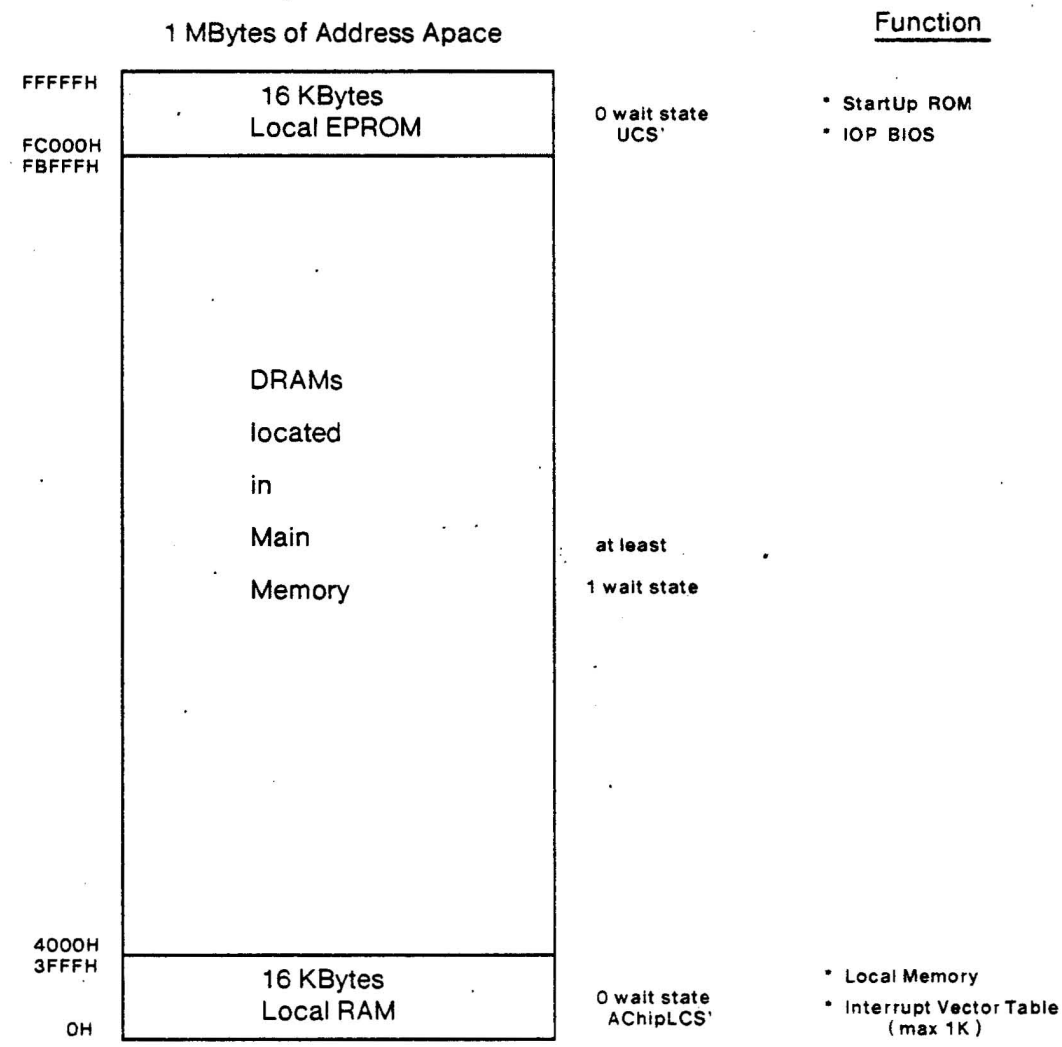 Function
1 MBytes of Address Apace
FFFFFH
16 KBytes
Local EPROM
0 wait state
UCS'
* StartUp ROM
* IOP BIOS
FC000H
FBFFFH
DRAMs
located
in
Main
Memory
at least
1 wait state
4000H
3FFFH
16 KBytes
Local RAM
0 wait state
AChipLCS'
* Local Memory
* Interrupt Vector Table
( max 1K )
0H